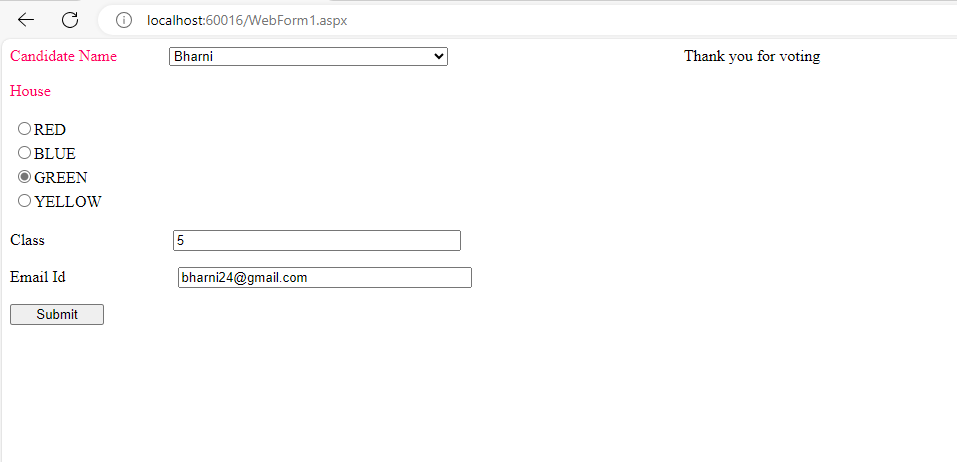 localhost:60016/WebForm1.aspx
Candidate Name Bharni Thank you for voting
House
RED
BLUE
GREEN
YELLOW
Class 5
Email Id bharni24@gmail.com
Submit